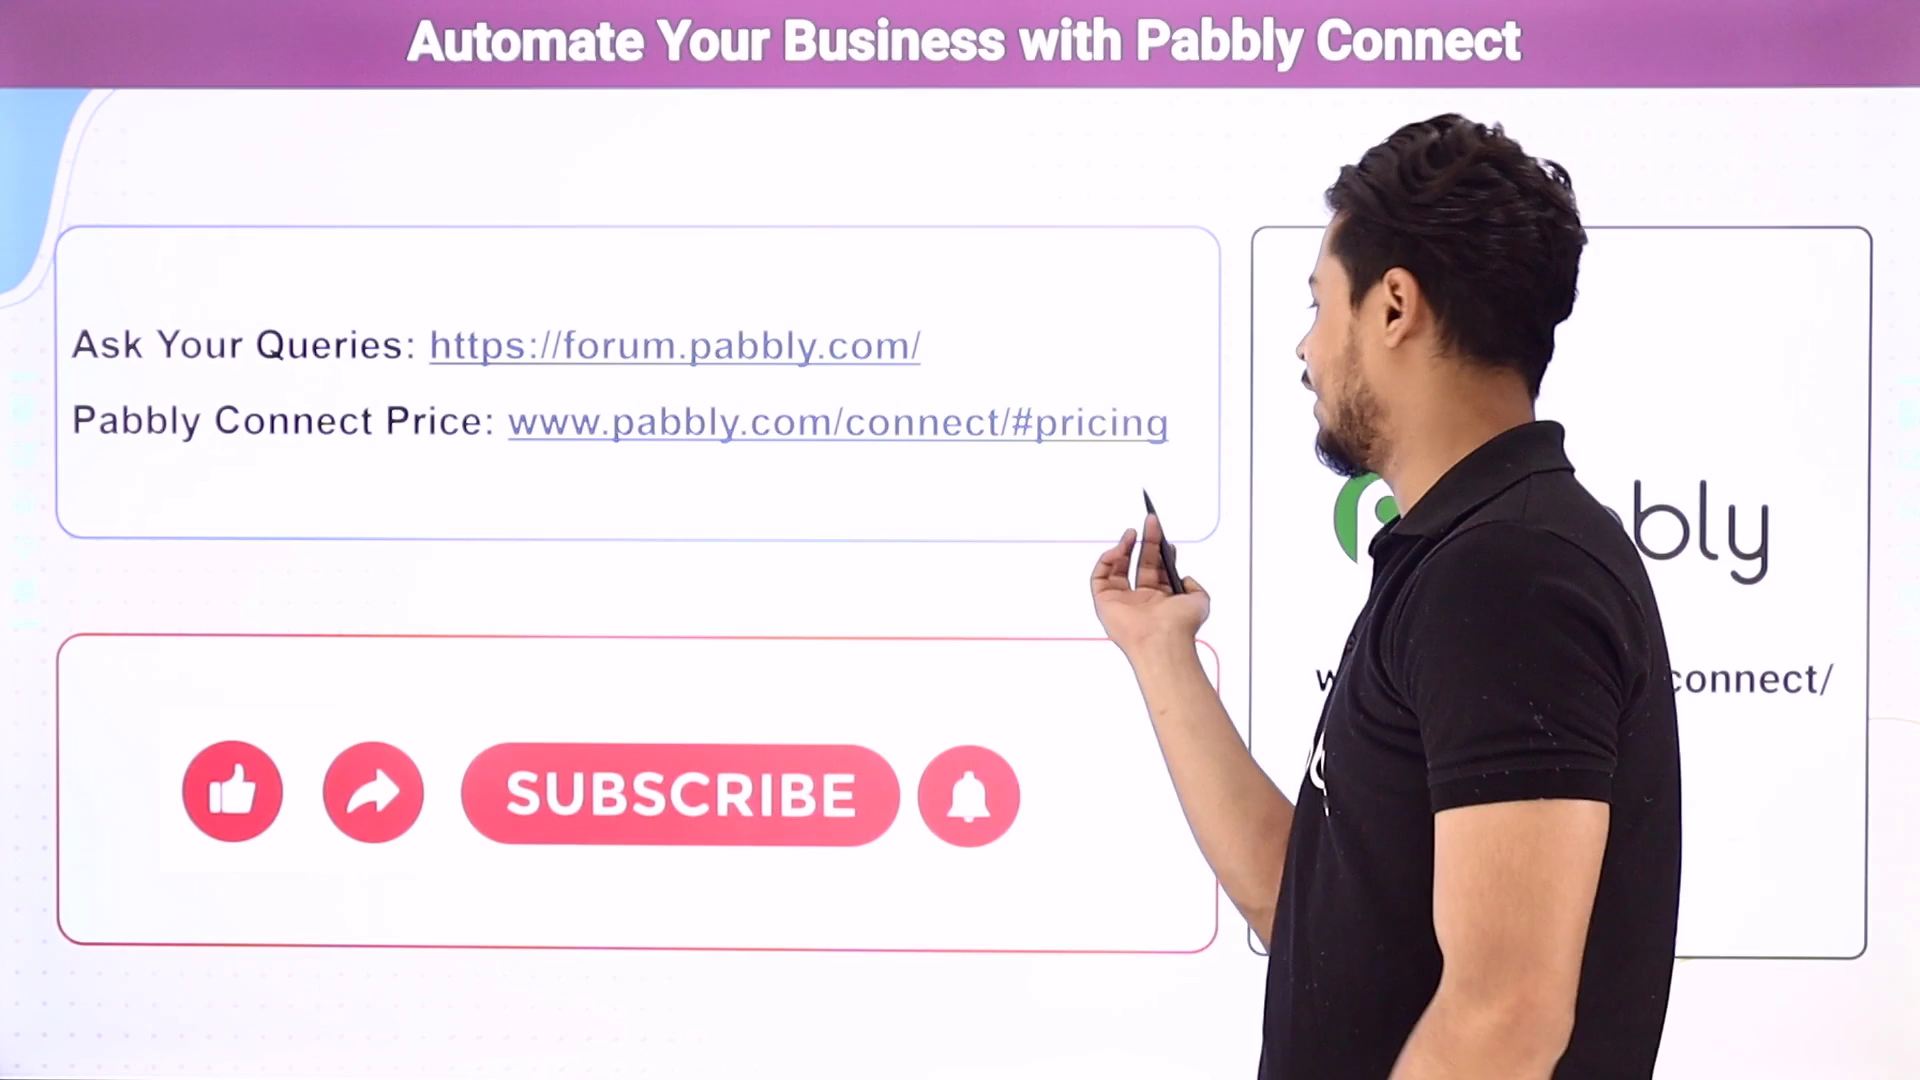 Automate Your Business with Pabbly Connect
Ask Your Queries: https://forum.pabbly.com/
Pabbly Connect Price: www.pabbly.com/connect/#pricing
SUBSCRIBE
bly
connect/